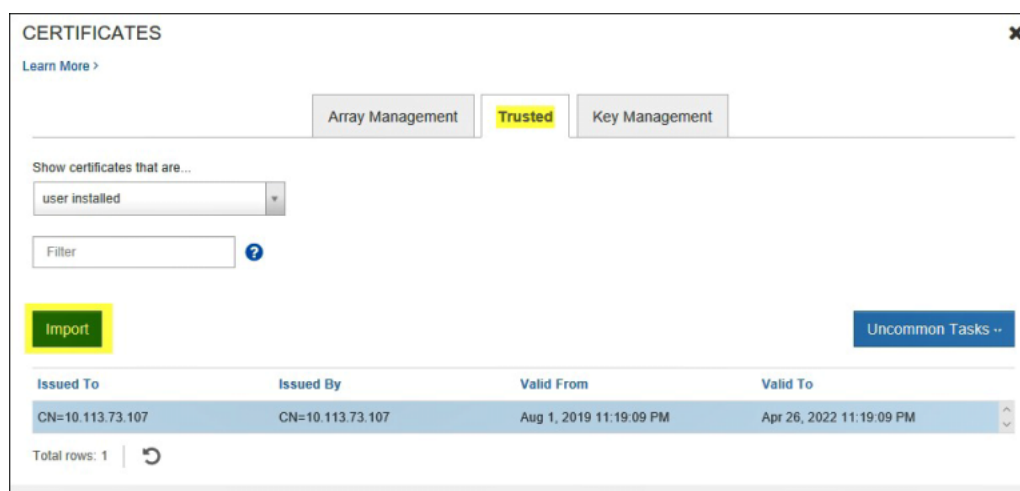 CERTIFICATES
Learn More >
Array Management Trusted Key Management
Show certificates that are...
user installed
Filter
Import Uncommon Tasks
Issued To Issued By Valid From Valid To
CN=10.113.73.107 CN=10.113.73.107 Aug 1, 2019 11:19:09 PM Apr 26, 2022 11:19:09 PM
Total rows: 1